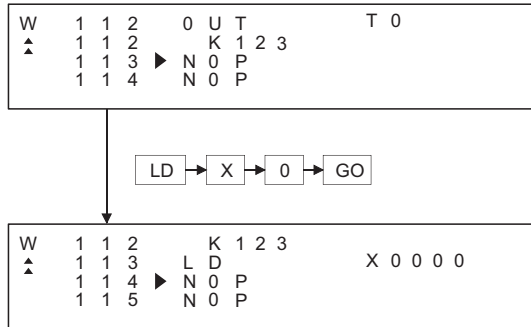 W 112 OUT T0
112 K123
113 ▶ NOP
114 NOP
LD X 0 GO
W 112 K123
113 LD X0000
114 ▶ NOP
115 NOP